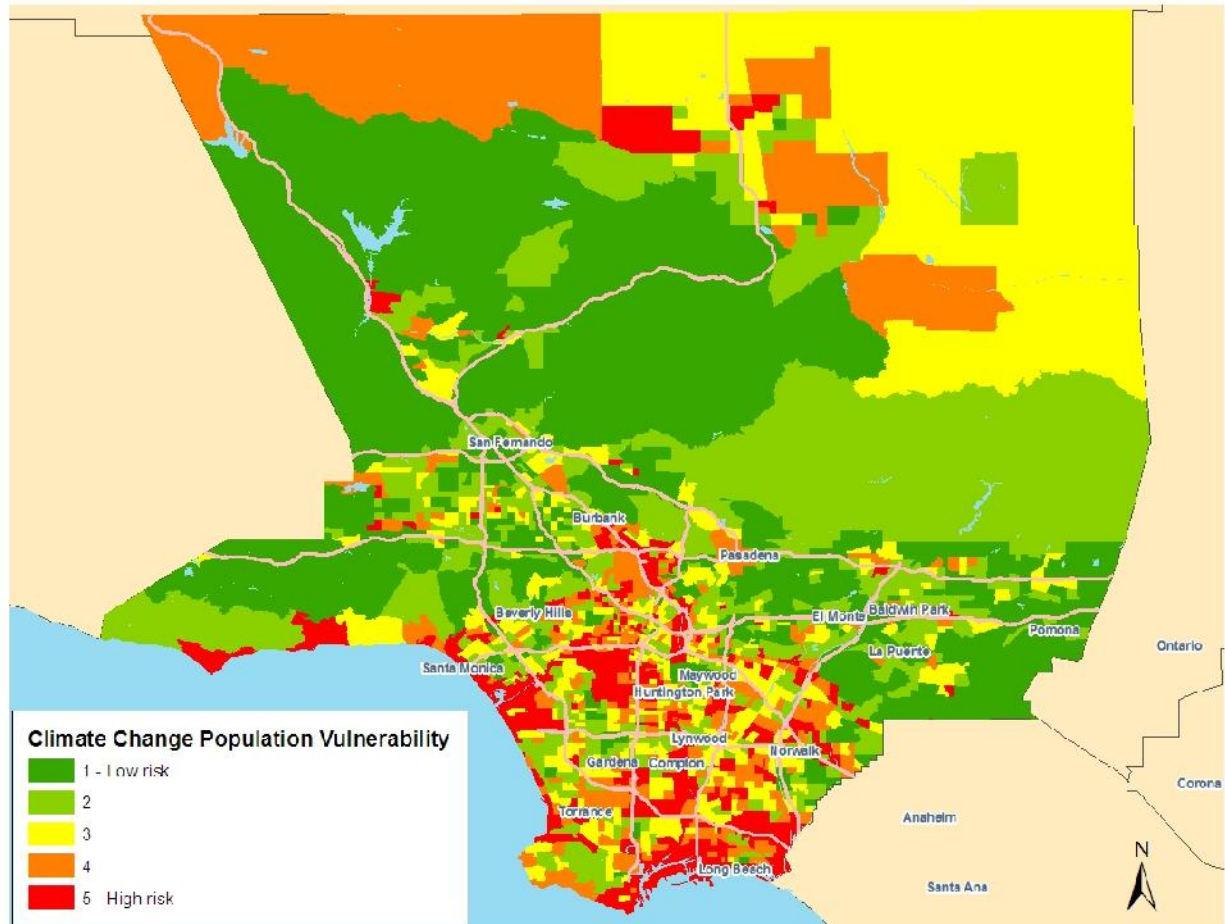 San Fernando
Burbank
Pasadena
Beverly Hills
El Monte
Baldwin Park
Pomona
Ontario
La Puente
Santa Monica
Maywood
Huntington Park
Lynwood
Norwalk
Gardena
Compton
Corona
Torrance
Anaheim
Long Beach
Santa Ana
N
Climate Change Population Vulnerability
1 - Low risk
2
3
4
5 - High risk